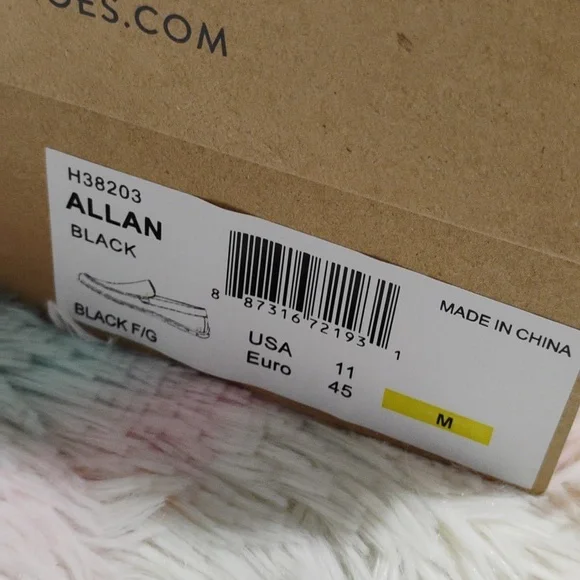 OES.COM
H38203
ALLAN
BLACK
BLACK F/G
8 87316 72193 1
USA 11
Euro 45
M
MADE IN CHINA